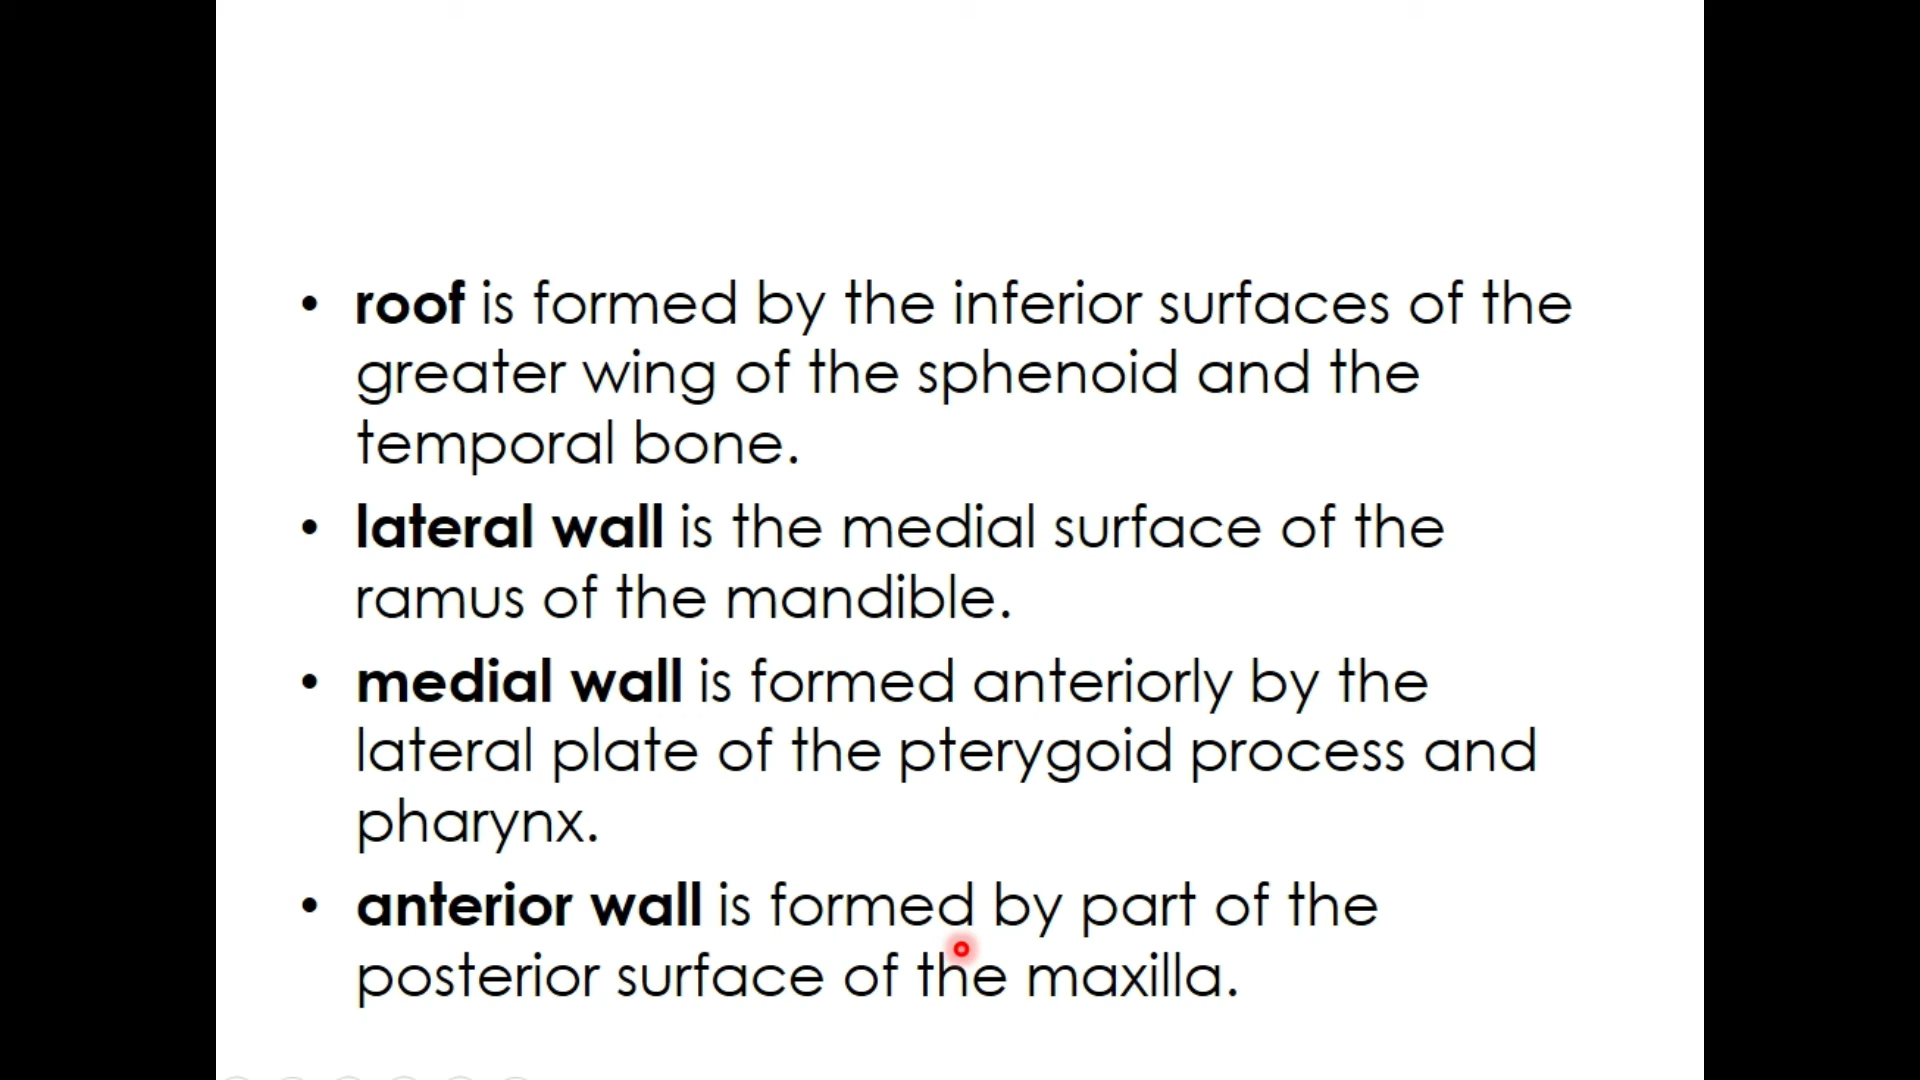 • roof is formed by the inferior surfaces of the
greater wing of the sphenoid and the
temporal bone.
• lateral wall is the medial surface of the
ramus of the mandible.
• medial wall is formed anteriorly by the
lateral plate of the pterygoid process and
pharynx.
• anterior wall is formed by part of the
posterior surface of the maxilla.